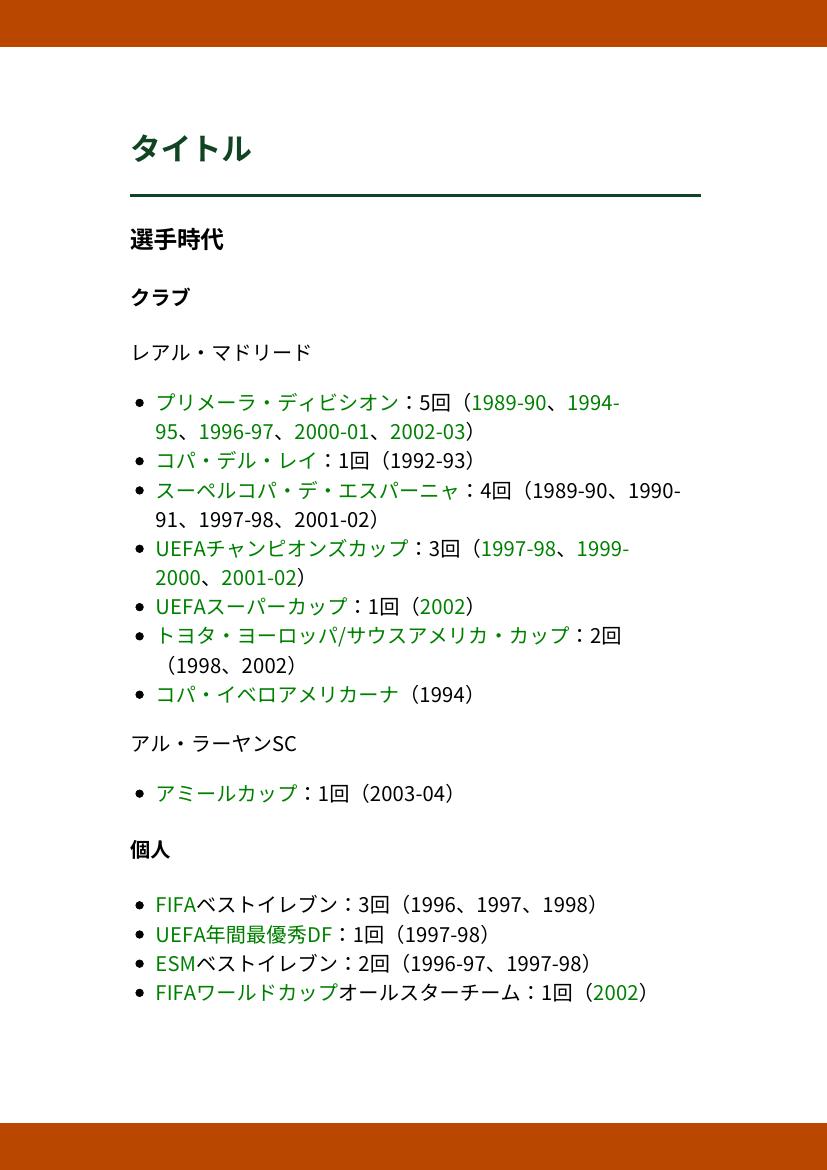 タイトル
選手時代
クラブ
レアル・マドリード
プリメーラ・ディビシオン：5回（1989-90、1994-
95、1996-97、2000-01、2002-03）
コパ・デル・レイ：1回（1992-93）
スーペルコパ・デ・エスパーニャ：4回（1989-90、1990-
91、1997-98、2001-02）
UEFAチャンピオンズカップ：3回（1997-98、1999-
2000、2001-02）
UEFAスーパーカップ：1回（2002）
トヨタ・ヨーロッパ/サウスアメリカ・カップ：2回
（1998、2002）
コパ・イベロアメリカーナ（1994）
アル・ラーヤンSC
アミールカップ：1回（2003-04）
個人
FIFAベストイレブン：3回（1996、1997、1998）
UEFA年間最優秀DF：1回（1997-98）
ESMベストイレブン：2回（1996-97、1997-98）
FIFAワールドカップオールスターチーム：1回（2002）